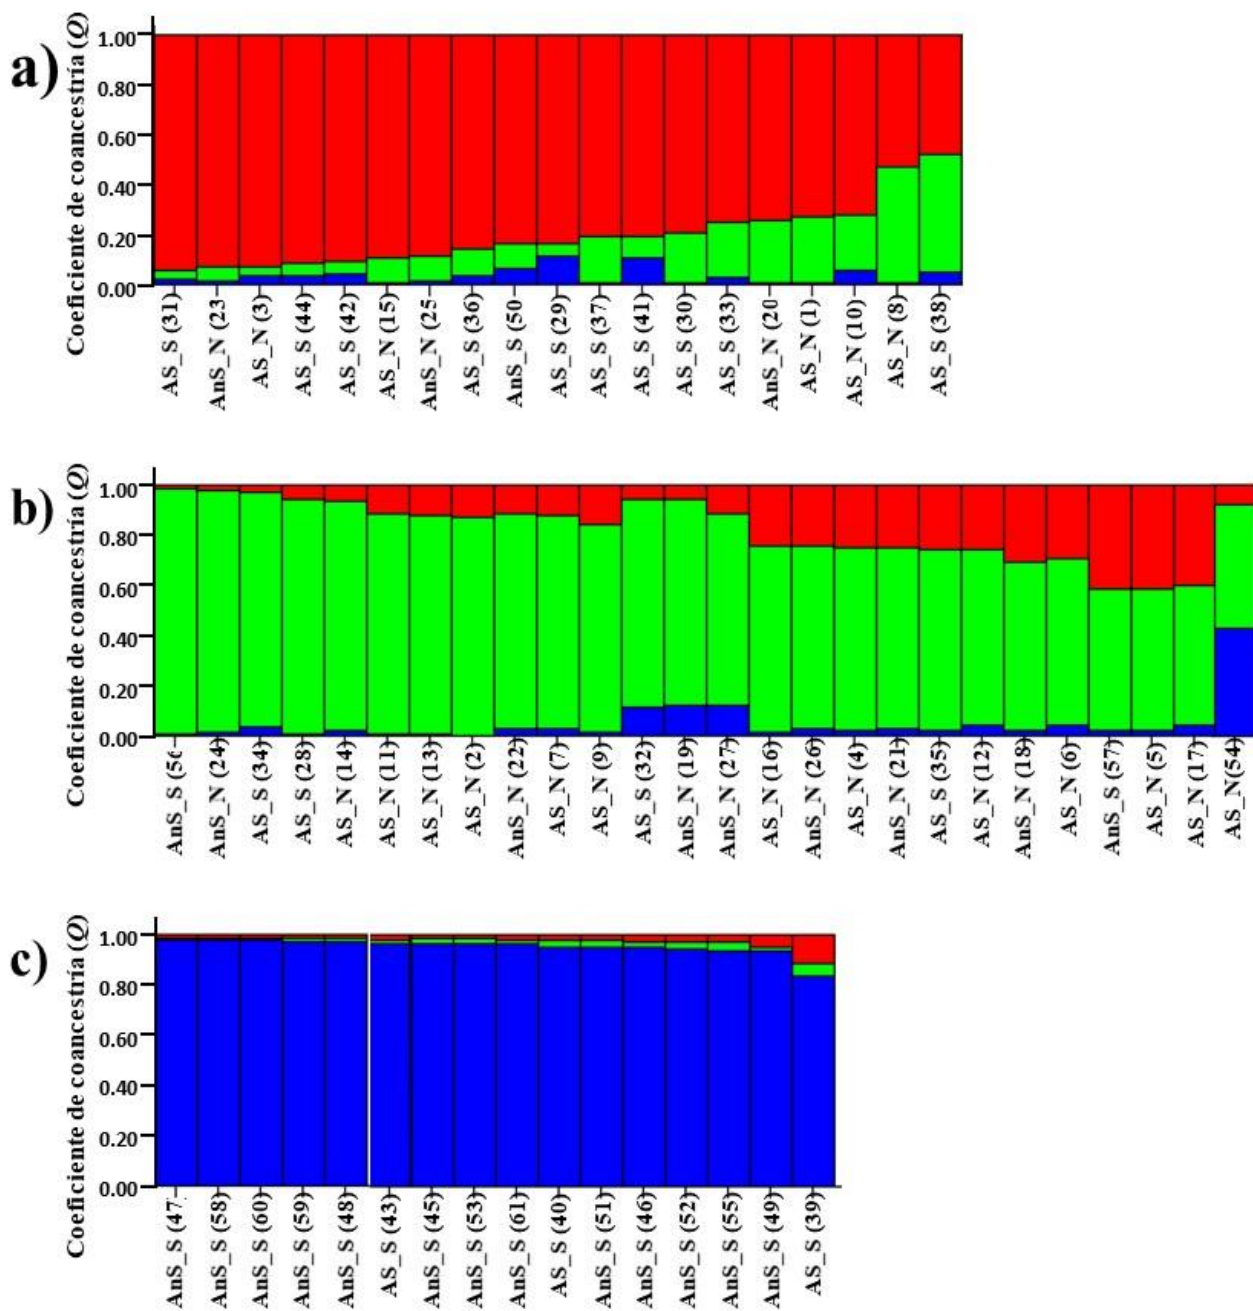 a)
Coeficiente de coancestría (Q)
1.00
0.80
0.60
0.40
0.20
0.00
AS_S (31)
AnS_N (23
AS_N (3)
AS_S (44)
AS_S (42)
AS_N (15)
AnS_N (25
AS_S (36)
AnS_S (50
AS_S (29)
AS_S (37)
AS_S (41)
AS_S (30)
AS_S (33)
AnS_N (20
AS_N (1)
AS_N (10)
AS_N (8)
AS_S (38)
b)
Coeficiente de coancestría (Q)
1.00
0.80
0.60
0.40
0.20
0.00
AnS_S
AnS_N (24)
AS_S (34)
AS_S (28)
AS_N (14)
AS_N (11)
AS_N (13)
AS_N (2)
AnS_N (22)
AS_N (7)
AS_N (9)
AS_S (32)
AnS_N (19)
AnS_N (27)
AS_N (16)
AnS_N (26)
AS_N (4)
AnS_N (21)
AS_S (35)
AS_N (12)
AnS_N (18)
AS_N (6)
AnS_S (57)
AS_N (5)
AS_N (17)
AS_N (54)
c)
Coeficiente de coancestría (Q)
1.00
0.80
0.60
0.40
0.20
0.00
AnS_S (47
AnS_S (58)
AnS_S (60)
AnS_S (59)
AnS_S (48)
AS_S (43)
AnS_S (45)
AnS_S (53)
AnS_S (61)
AS_S (40)
AnS_S (51)
AnS_S (46)
AnS_S (52)
AnS_S (55)
AnS_S (49)
AS_S (39)